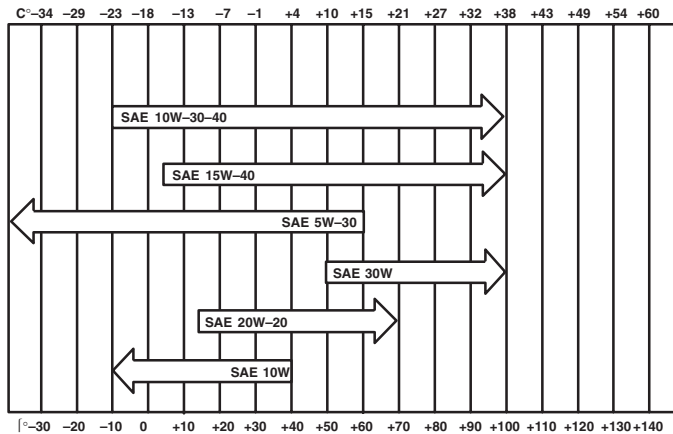 C°–34 –29 –23 –18 –13 –7 –1 +4 +10 +15 +21 +27 +32 +38 +43 +49 +54 +60
SAE 10W–30–40
SAE 15W–40
SAE 5W–30
SAE 30W
SAE 20W–20
SAE 10W
⌠°–30 –20 –10 0 +10 +20 +30 +40 +50 +60 +70 +80 +90 +100 +110 +120 +130 +140